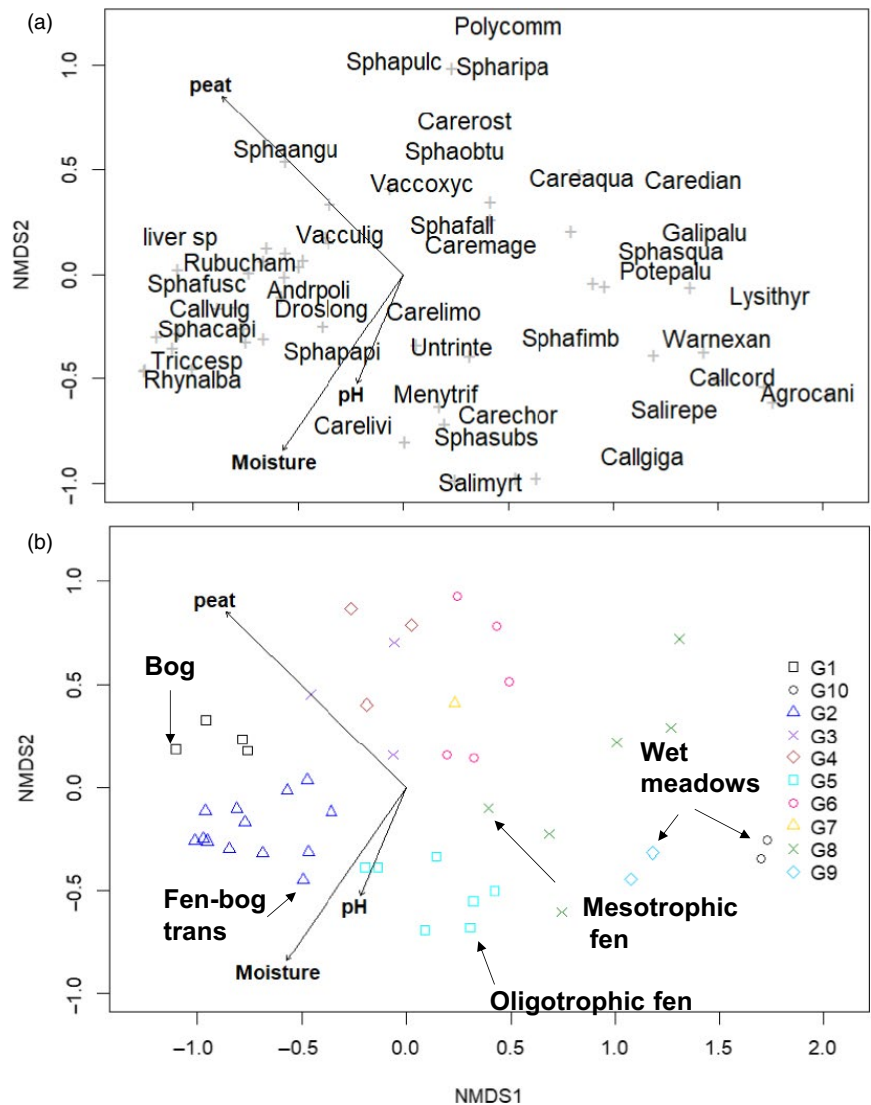 (a)
Polycomm
1.0
Sphapulc Spharipa
peat
Carerost
Sphaangu
Sphaobtu
0.5
Vaccoxyc
Careaqua
Caredian
Sphafall
Galipalu
liver sp
Vacculig
Caremage
Sphasqua
NMDS2
0.0
Rubucham
Potepalu
Sphafusc
Andrpoli
Lysithyr
Callvulg
Droslong
Carelimo
Sphacapi
Sphapapi
Untrinte
Sphafimb
Warnexan
Triccesp
−0.5
Rhynalba
pH
Menytrif
Callcord
Agrocani
Carelivi
Carechor
Salirepe
Moisture
Sphasubs
Callgiga
−1.0
Salimyrt
(b)
1.0
peat
Bog
G1
G10
0.5
G2
G3
Wet
meadows
G4
G5
NMDS2
0.0
G6
G7
G8
G9
−0.5
Fen-bog
trans
pH
Mesotrophic
fen
Moisture
Oligotrophic fen
−1.0
−1.0 −0.5 0.0 0.5 1.0 1.5 2.0
NMDS1